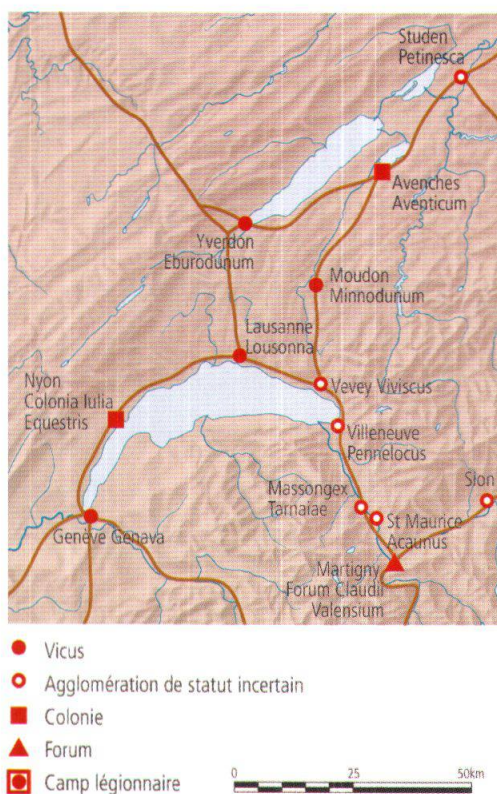 Studen
Petinesca
Avenches
Aventicum
Yverdon
Eburodunum
Moudon
Minnodunum
Lausanne
Lousonna
Nyon
Colonia Iulia
Equestris
Vevey Viviscus
Villeneuve
Pennelocus
Massongex
Tarnaiae
Sion
St Maurice
Acaunus
Genève Genava
Martigny
Forum Claudii
Valensium
Vicus
Agglomération de statut incertain
Colonie
Forum
Camp légionnaire
0 25 50km